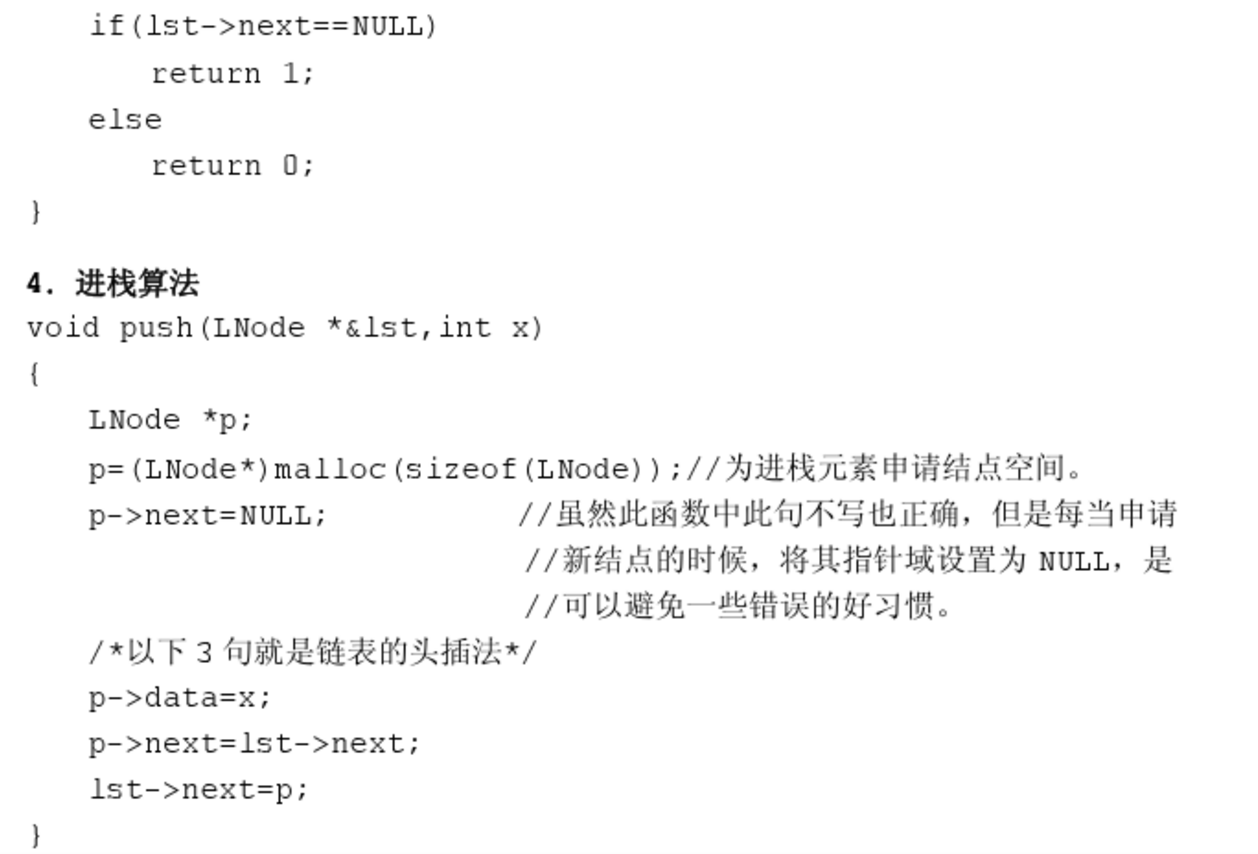 if(lst->next==NULL)
return 1;
else
return 0;
}
4. 进栈算法
void push(LNode *&lst,int x)
{
LNode *p;
p=(LNode*)malloc(sizeof(LNode));//为进栈元素申请结点空间。
p->next=NULL; //虽然此函数中此句不写也正确，但是每当申请
//新结点的时候，将其指针域设置为 NULL，是
//可以避免一些错误的好习惯。
/*以下 3 句就是链表的头插法*/
p->data=x;
p->next=lst->next;
lst->next=p;
}